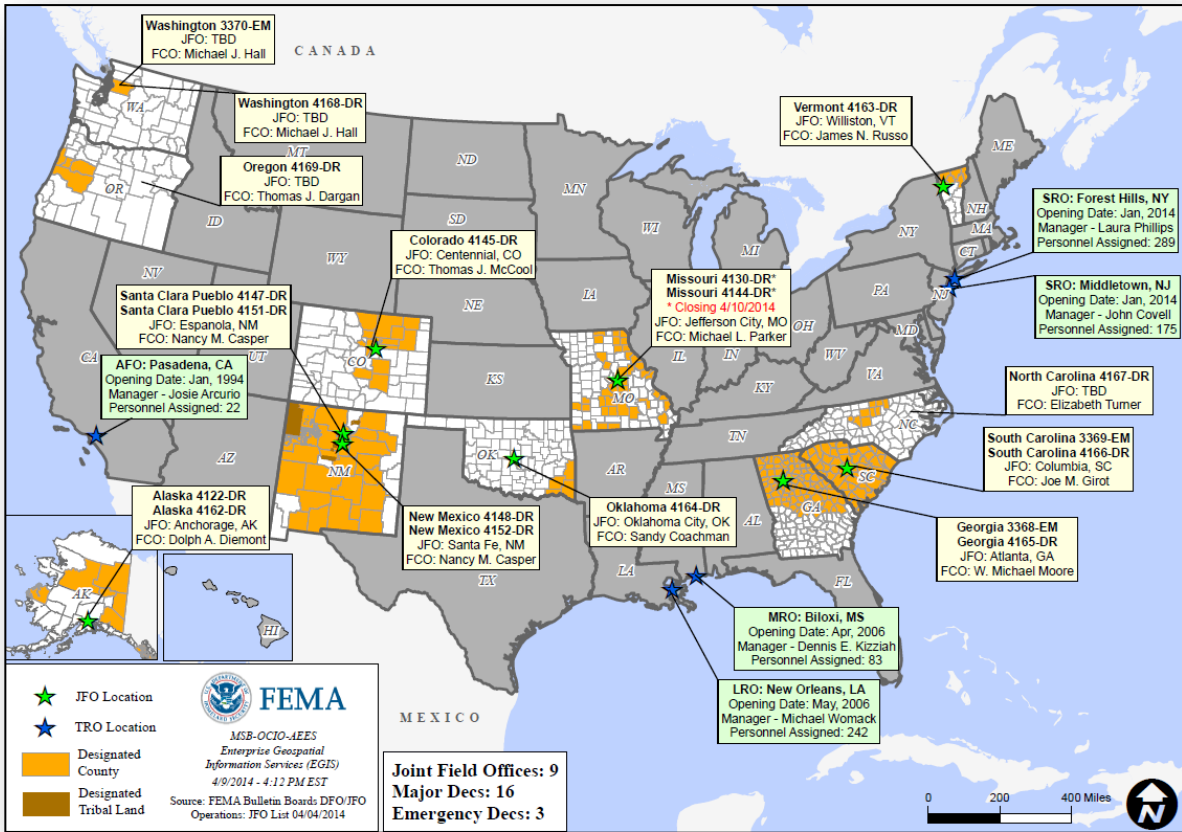 Washington 3370-EM
JFO: TBD
FCO: Michael J. Hall
CANADA
Washington 4168-DR
JFO: TBD
FCO: Michael J. Hall
Oregon 4169-DR
JFO: TBD
FCO: Thomas J. Dargan
Vermont 4163-DR
JFO: Williston, VT
FCO: James N. Russo
SRO: Forest Hills, NY
Opening Date: Jan, 2014
Manager - Laura Phillips
Personnel Assigned: 289
SRO: Middletown, NJ
Opening Date: Jan, 2014
Manager - John Covell
Personnel Assigned: 175
Colorado 4145-DR
JFO: Centennial, CO
FCO: Thomas J. McCool
Missouri 4130-DR*
Missouri 4144-DR*
* Closing 4/10/2014
JFO: Jefferson City, MO
FCO: Michael L. Parker
Santa Clara Pueblo 4147-DR
Santa Clara Pueblo 4151-DR
JFO: Espanola, NM
FCO: Nancy M. Casper
AFO: Pasadena, CA
Opening Date: Jan, 1994
Manager - Josie Arcurio
Personnel Assigned: 22
North Carolina 4167-DR
JFO: TBD
FCO: Elizabeth Turner
South Carolina 3369-EM
South Carolina 4166-DR
JFO: Columbia, SC
FCO: Joe M. Girot
Alaska 4122-DR
Alaska 4162-DR
JFO: Anchorage, AK
FCO: Dolph A. Diemont
New Mexico 4148-DR
New Mexico 4152-DR
JFO: Santa Fe, NM
FCO: Nancy M. Casper
Oklahoma 4164-DR
JFO: Oklahoma City, OK
FCO: Sandy Coachman
Georgia 3368-EM
Georgia 4165-DR
JFO: Atlanta, GA
FCO: W. Michael Moore
MRO: Biloxi, MS
Opening Date: Apr, 2006
Manager - Dennis E. Kizziah
Personnel Assigned: 83
LRO: New Orleans, LA
Opening Date: May, 2006
Manager - Michael Womack
Personnel Assigned: 242
WA
OR
MT
ID
ND
SD
MN
WI
MI
WY
NV
UT
CA
CO
NE
KS
IA
IL
IN
OH
MO
KY
WV
VA
PA
NY
NH
ME
MA
CT
NJ
MD
AZ
NM
OK
AR
TN
NC
SC
MS
AL
GA
TX
LA
FL
AK
HI
MEXICO
JFO Location
TRO Location
Designated
County
Designated
Tribal Land
FEMA
MSB-OCIO-AEES
Enterprise Geospatial
Information Services (EGIS)
4/9/2014 - 4:12 PM EST
Source: FEMA Bulletin Boards DFO/JFO
Operations: JFO List 04/04/2014
Joint Field Offices: 9
Major Decs: 16
Emergency Decs: 3
0 200 400 Miles
N